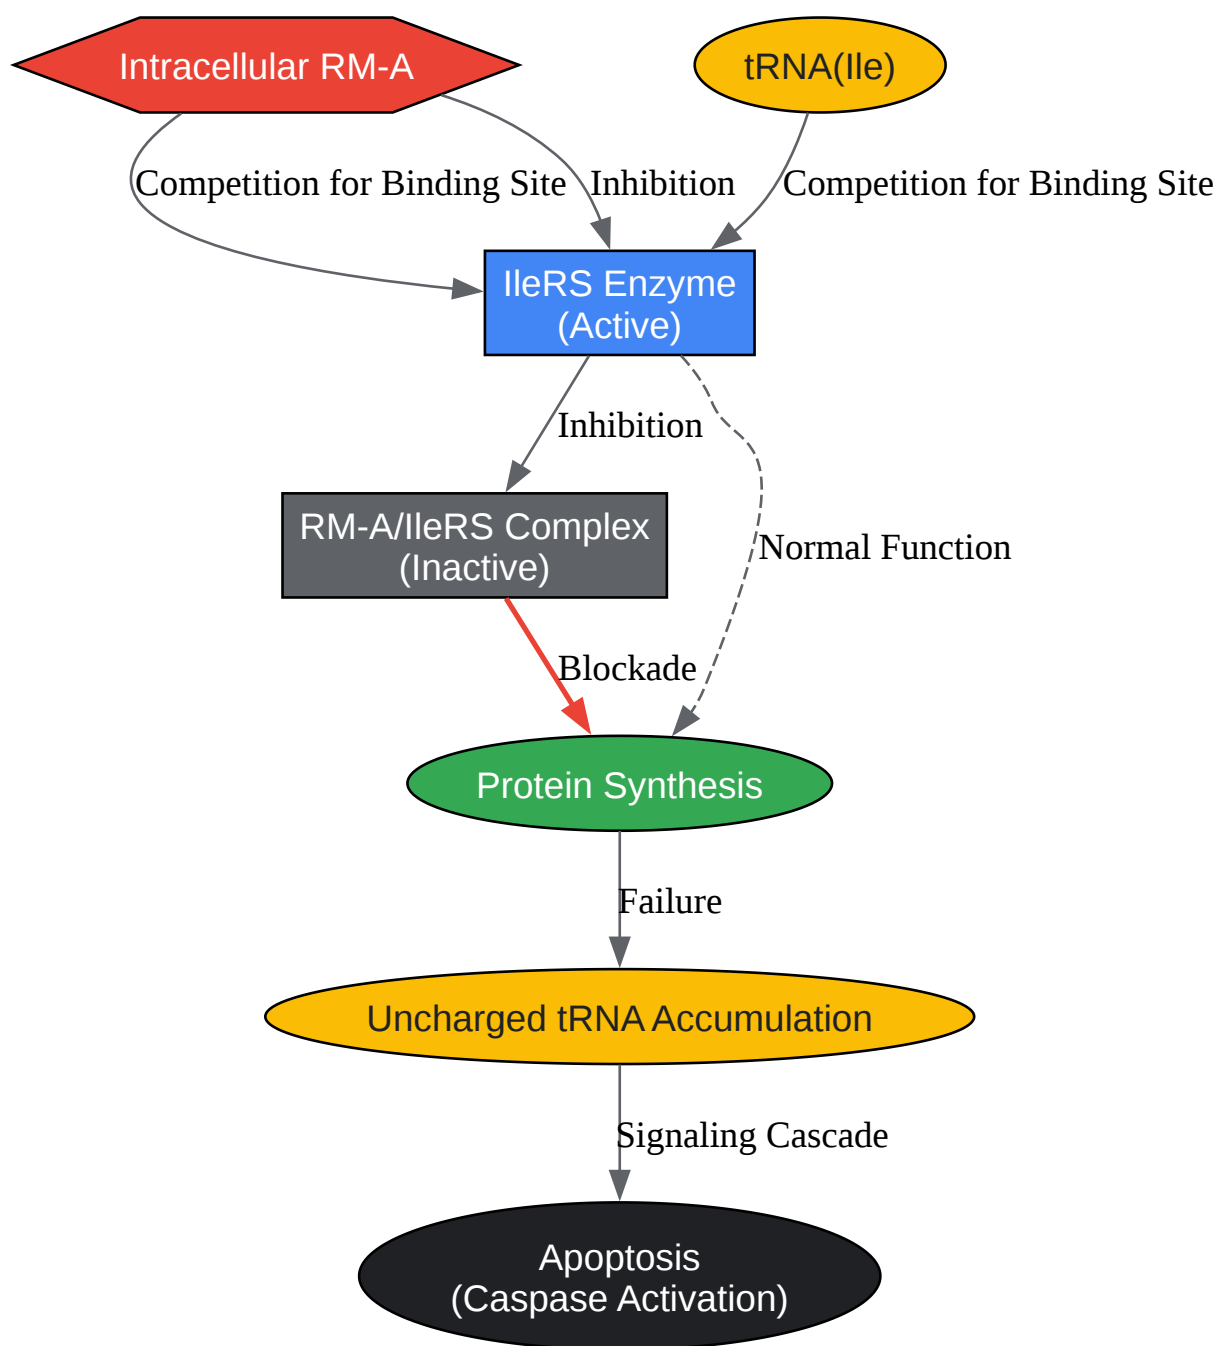 Intracellular RM-A
tRNA(Ile)
Competition for Binding Site
Inhibition
Competition for Binding Site
IleRS Enzyme
(Active)
Inhibition
RM-A/IleRS Complex
(Inactive)
Normal Function
Blockade
Protein Synthesis
Failure
Uncharged tRNA Accumulation
Signaling Cascade
Apoptosis
(Caspase Activation)